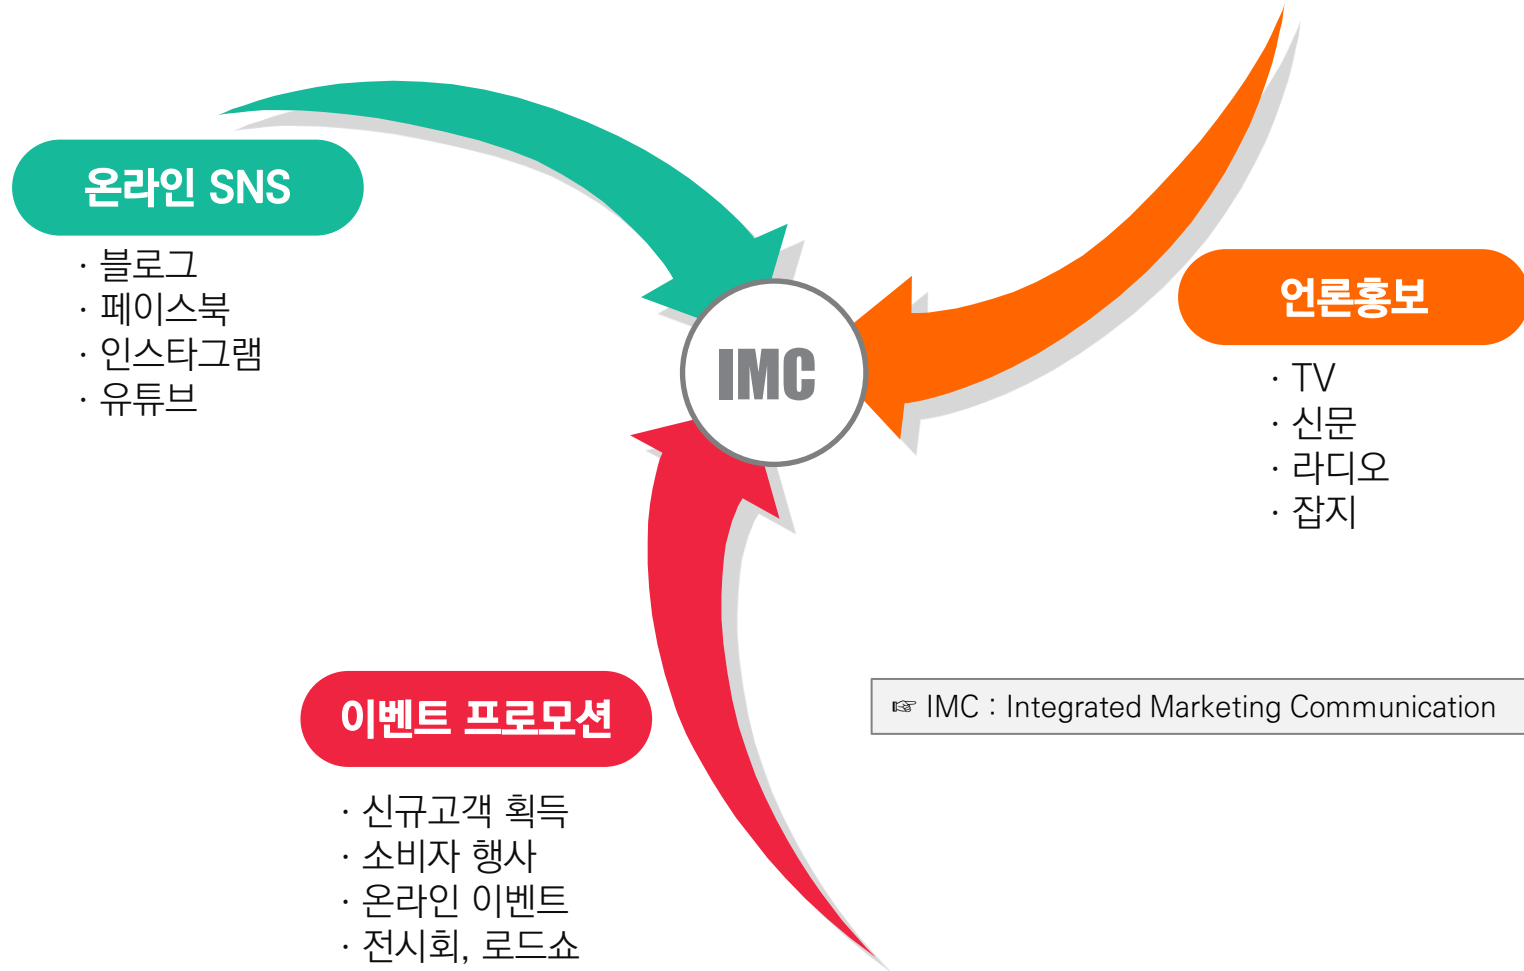 온라인 SNS
· 블로그
· 페이스북
· 인스타그램
· 유튜브
언론홍보
· TV
· 신문
· 라디오
· 잡지
IMC
이벤트 프로모션
· 신규고객 획득
· 소비자 행사
· 온라인 이벤트
· 전시회, 로드쇼
☞ IMC : Integrated Marketing Communication